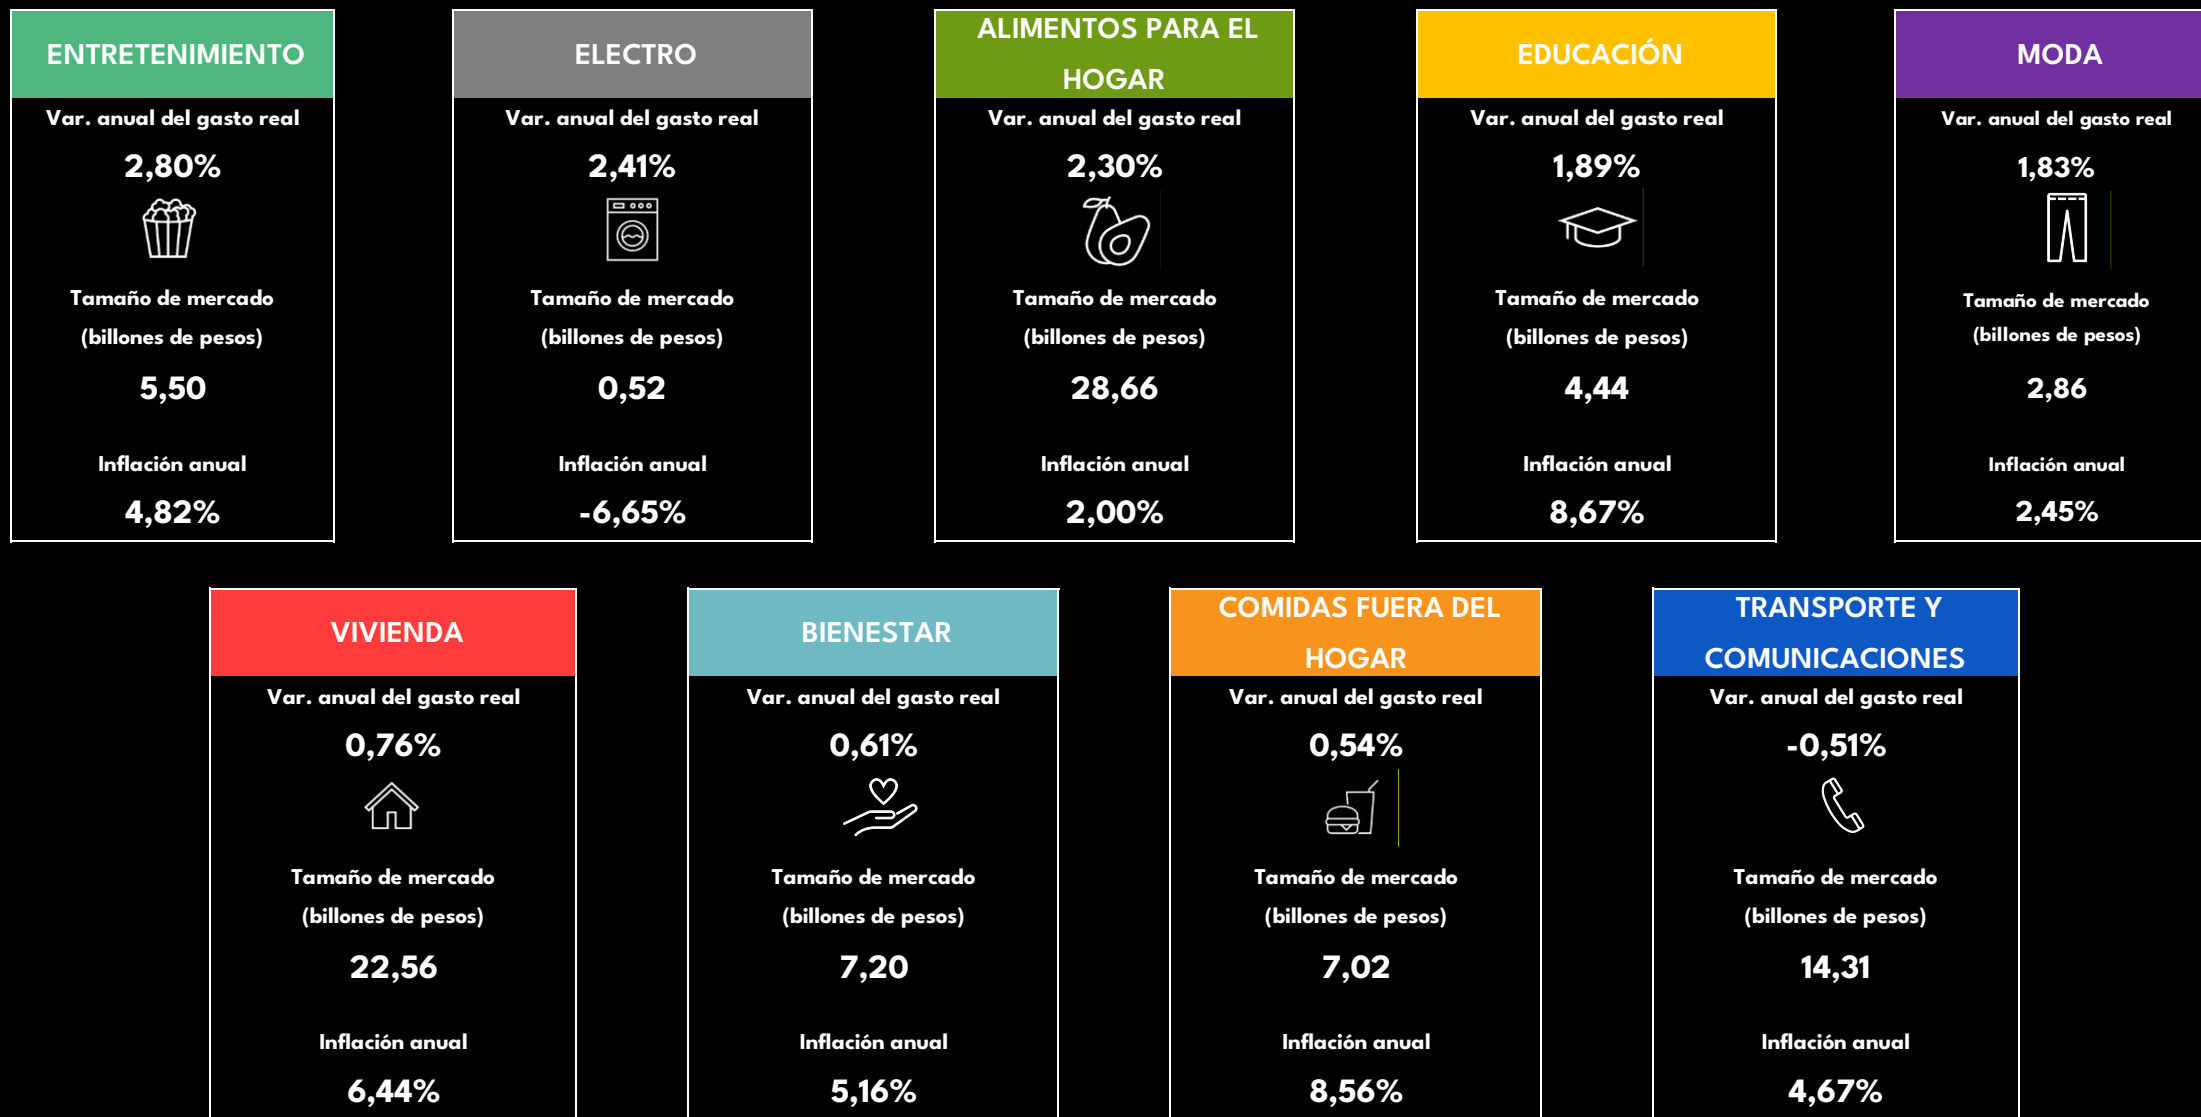 ENTRETENIMIENTO
Var. anual del gasto real
2,80%
Tamaño de mercado
(billones de pesos)
5,50
Inflación anual
4,82%
ELECTRO
Var. anual del gasto real
2,41%
Tamaño de mercado
(billones de pesos)
0,52
Inflación anual
-6,65%
ALIMENTOS PARA EL
HOGAR
Var. anual del gasto real
2,30%
Tamaño de mercado
(billones de pesos)
28,66
Inflación anual
2,00%
EDUCACIÓN
Var. anual del gasto real
1,89%
Tamaño de mercado
(billones de pesos)
4,44
Inflación anual
8,67%
MODA
Var. anual del gasto real
1,83%
Tamaño de mercado
(billones de pesos)
2,86
Inflación anual
2,45%
VIVIENDA
Var. anual del gasto real
0,76%
Tamaño de mercado
(billones de pesos)
22,56
Inflación anual
6,44%
BIENESTAR
Var. anual del gasto real
0,61%
Tamaño de mercado
(billones de pesos)
7,20
Inflación anual
5,16%
COMIDAS FUERA DEL
HOGAR
Var. anual del gasto real
0,54%
Tamaño de mercado
(billones de pesos)
7,02
Inflación anual
8,56%
TRANSPORTE Y
COMUNICACIONES
Var. anual del gasto real
-0,51%
Tamaño de mercado
(billones de pesos)
14,31
Inflación anual
4,67%